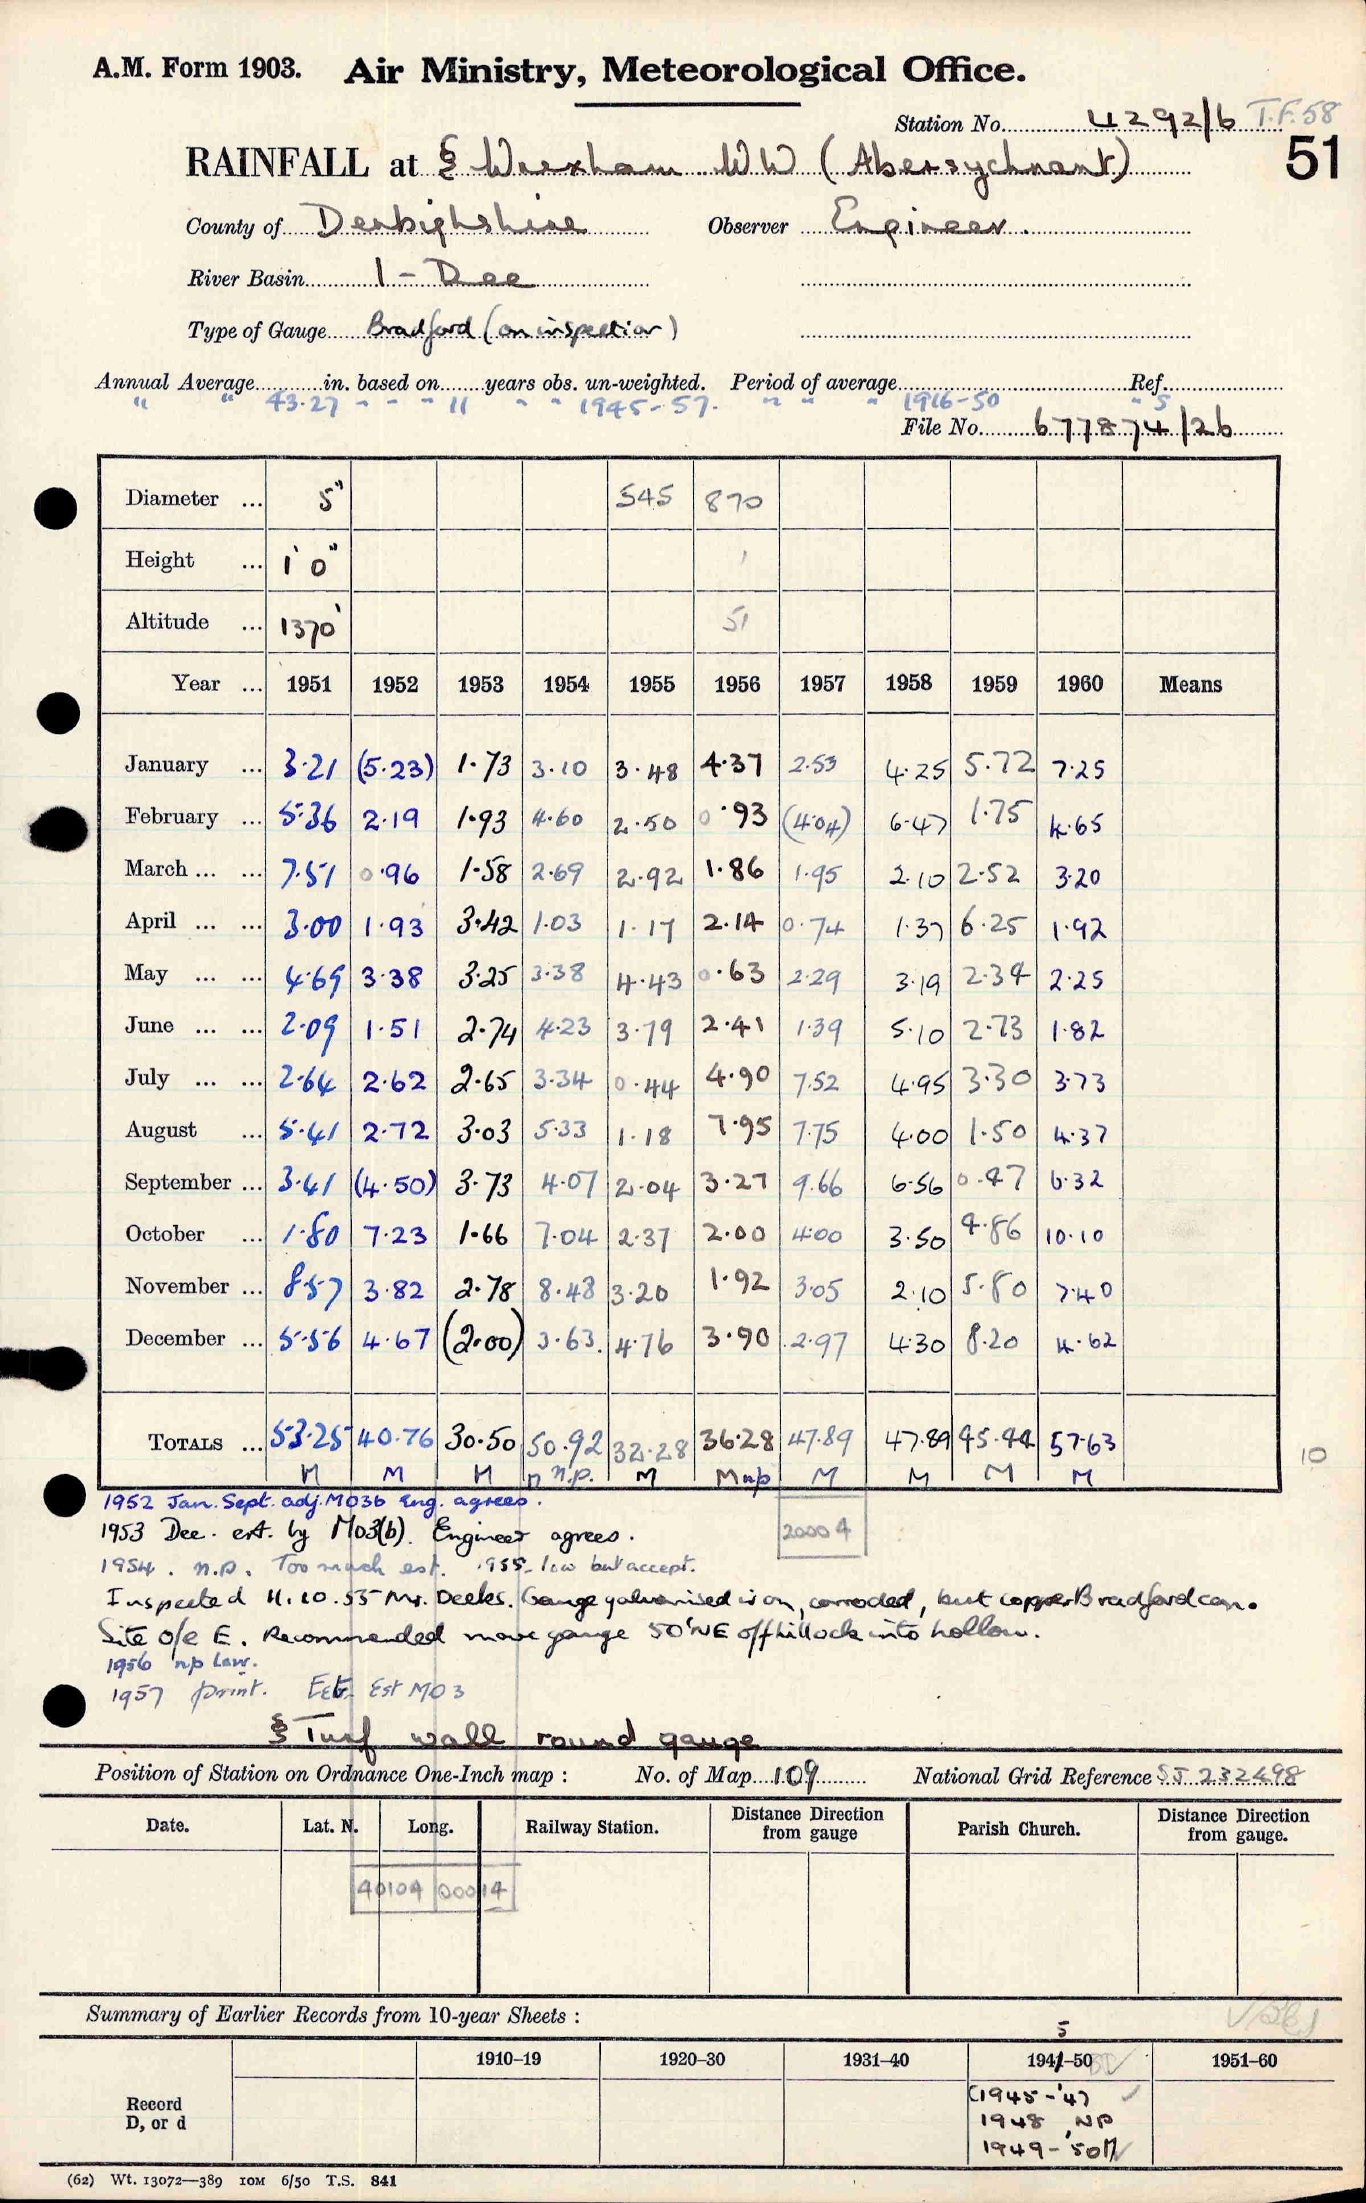 A.M. Form 1903. Air Ministry, Meteorological Office.
Station No. 4292/6 T.F. 58
RAINFALL at § Wrexham WW (Abersychnant) 51
County of Denbighshire Observer Engineer.
River Basin 1 - Dee
Type of Gauge Bradford (on inspection)
Annual Average in. based on years obs. un-weighted. Period of average Ref.
" " 43.27 " " " 11 " " 1945-57. " " " 1916-50 " 5
File No. 677874/26
Diameter ... 5" 545 870
Height ... 1' 0" 1
Altitude ... 1370' 51
Year ... 1951 1952 1953 1954 1955 1956 1957 1958 1959 1960 Means
January ... 3.21 (5.23) 1.73 3.10 3.48 4.37 2.53 4.25 5.72 7.25
February ... 5.36 2.19 1.93 4.60 2.50 0.93 (4.04) 6.47 1.75 4.65
March ... ... 7.51 0.96 1.58 2.69 2.92 1.86 1.95 2.10 2.52 3.20
April ... ... 3.00 1.93 3.42 1.03 1.17 2.14 0.74 1.37 6.25 1.92
May ... ... 4.69 3.38 3.25 3.38 4.43 0.63 2.29 3.19 2.34 2.25
June ... ... 2.09 1.51 2.74 4.23 3.79 2.41 1.39 5.10 2.73 1.82
July ... ... 2.64 2.62 2.65 3.34 0.44 4.90 7.52 4.95 3.30 3.73
August ... 5.41 2.72 3.03 5.33 1.18 7.95 7.75 4.00 1.50 4.37
September ... 3.41 (4.50) 3.73 4.07 2.04 3.27 9.66 6.56 0.47 6.32
October ... 1.80 7.23 1.66 7.04 2.37 2.00 4.00 3.50 4.86 10.10
November ... 8.57 3.82 2.78 8.48 3.20 1.92 3.05 2.10 5.80 7.40
December ... 5.56 4.67 (2.00) 3.63. 4.76 3.90 2.97 4.30 8.20 4.62
TOTALS ... 53.25 40.76 30.50 50.92 32.28 36.28 47.89 47.89 45.44 57.63 10
M M M M n.p. M M np M M M M
1952 Jan. Sept. adj. MO3b Eng. agrees.
1953 Dec. est. by MO3(b). Engineer agrees. 20004
1954. n.p. Too much est. 1955 - low but accept.
Inspected 11.10.55 Mr. Deeks. Gauge galvanised iron, corroded, but copper Bradford can.
Site o/e E. Recommended move gauge 50' NE off hillock into hollow.
1956 np Low.
1957 print. Feb. Est MO3
§ Turf wall round gauge
Position of Station on Ordnance One-Inch map : No. of Map 109 National Grid Reference SJ 232498
Date. Lat. N. Long. Railway Station. Distance Direction from gauge Parish Church. Distance Direction from gauge.
40104 00014
Summary of Earlier Records from 10-year Sheets :
5
1910–19 1920–30 1931–40 1941–50 1951–60
Record D, or d
(1945-'47
1948 NP
1949-'50 M
(62) Wt. 13072—389 10M 6/50 T.S. 841